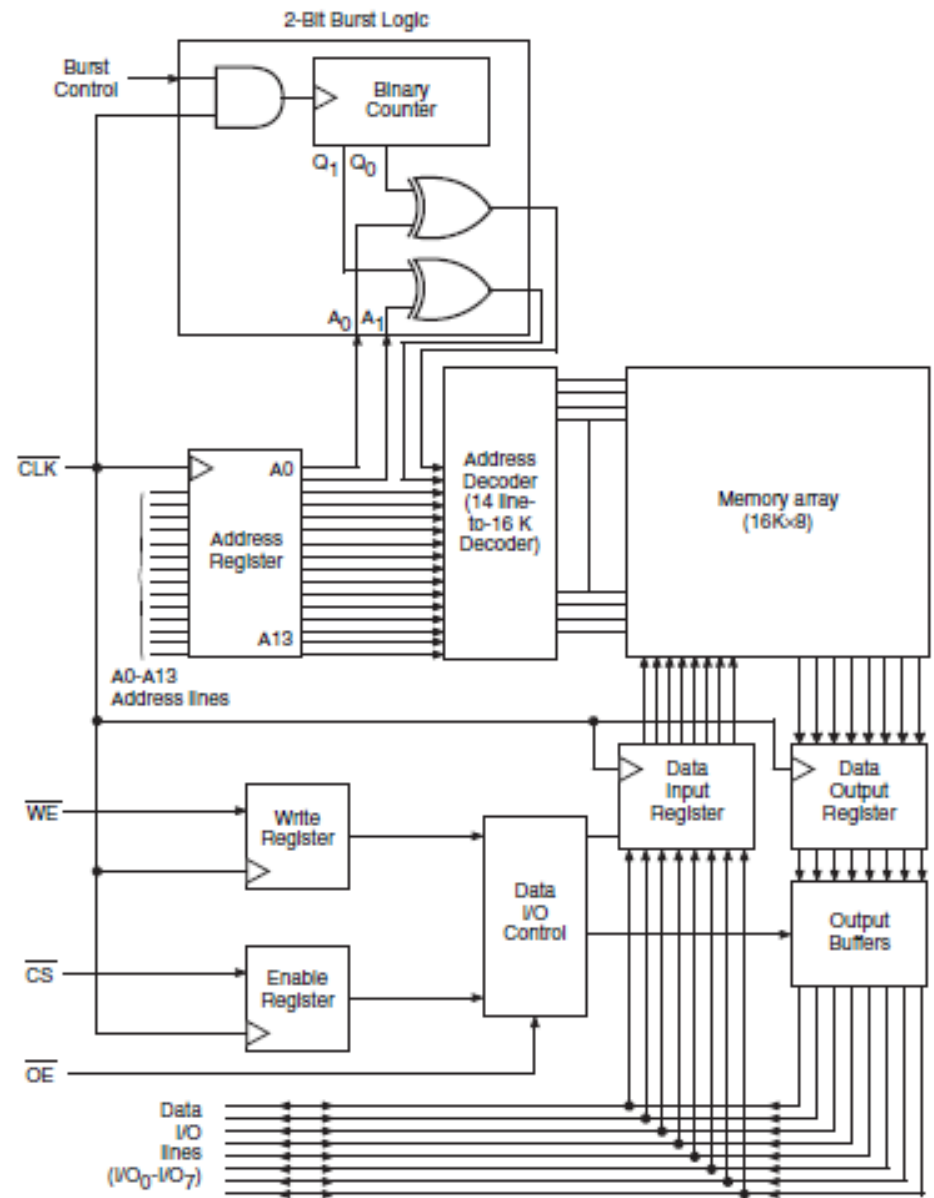 2-Bit Burst Logic
Burst
Control
Binary
Counter
Q1 Q0
A0 A1
CLK
A0
Address
Register
A13
A0-A13
Address lines
Address
Decoder
(14 line-
to-16 K
Decoder)
Memory array
(16K×8)
WE
Write
Register
CS
Enable
Register
OE
Data
I/O
Control
Data
Input
Register
Data
Output
Register
Output
Buffers
Data
I/O
lines
(I/O0-I/O7)